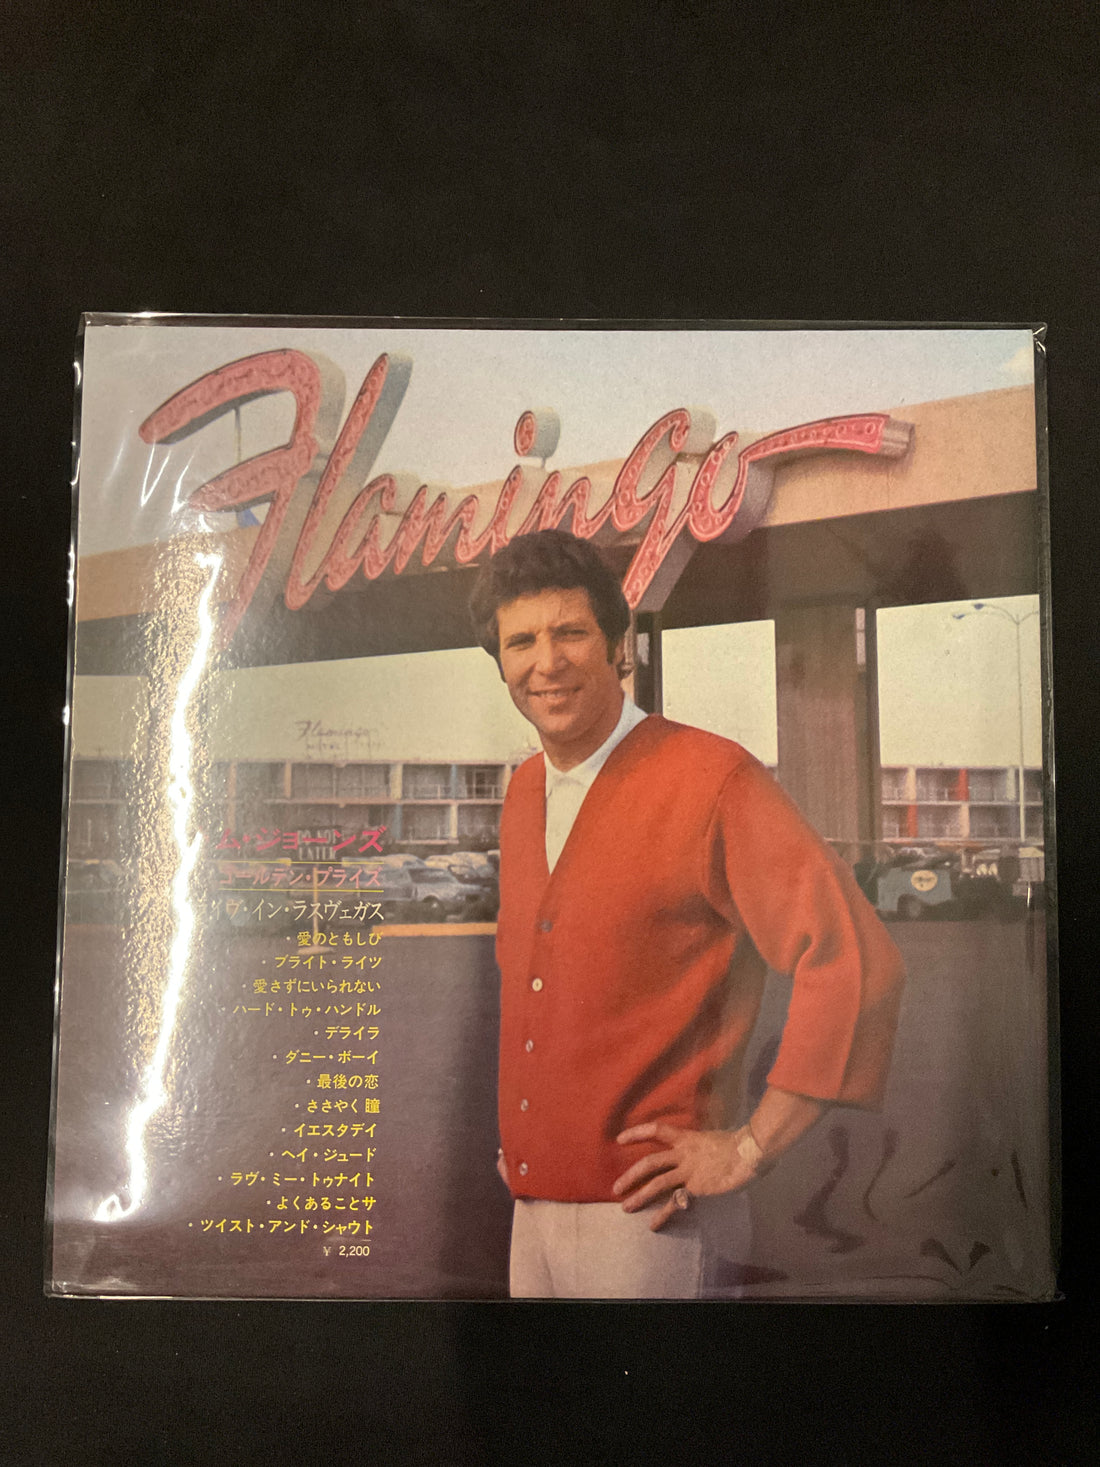 Flamingo
Flamingo
HOTEL
DO NOT
ENTER
ム・ジョーンズ
ゴールデン・プライズ
イヴ・イン・ラスヴェガス
・愛のともしび
・ブライト・ライツ
・愛さずにいられない
・ハード・トゥ・ハンドル
・デライラ
・ダニー・ボーイ
・最後の恋
・ささやく瞳
・イエスタデイ
・ヘイ・ジュード
・ラヴ・ミー・トゥナイト
・よくあることサ
・ツイスト・アンド・シャウト
¥ 2,200